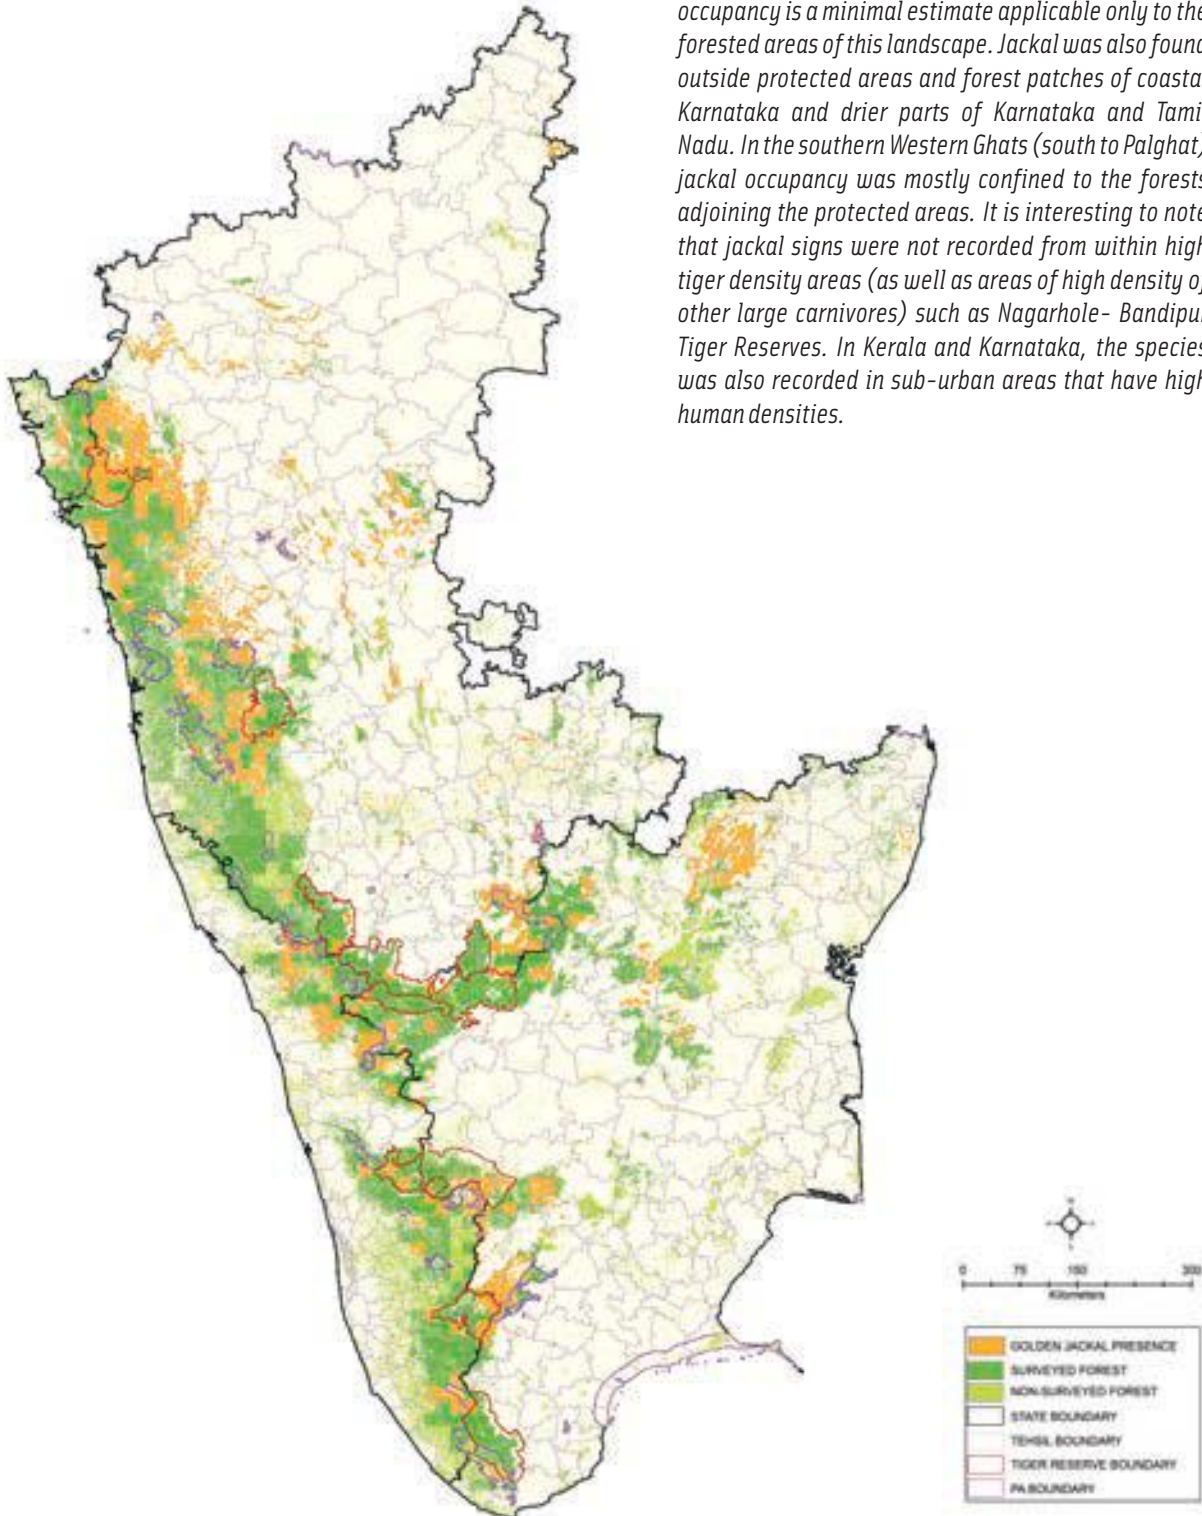 occupancy is a minimal estimate applicable only to the
forested areas of this landscape. Jackal was also found
outside protected areas and forest patches of coasta
Karnataka and drier parts of Karnataka and Tami
Nadu. In the southern Western Ghats (south to Palghat)
jackal occupancy was mostly confined to the forests
adjoining the protected areas. It is interesting to note
that jackal signs were not recorded from within high
tiger density areas (as well as areas of high density o
other large carnivores) such as Nagarhole- Bandipu
Tiger Reserves. In Kerala and Karnataka, the species
was also recorded in sub-urban areas that have high
human densities.
0 75 150 300
Kilometers
GOLDEN JACKAL PRESENCE
SURVEYED FOREST
NON-SURVEYED FOREST
STATE BOUNDARY
TEHSIL BOUNDARY
TIGER RESERVE BOUNDARY
PA BOUNDARY